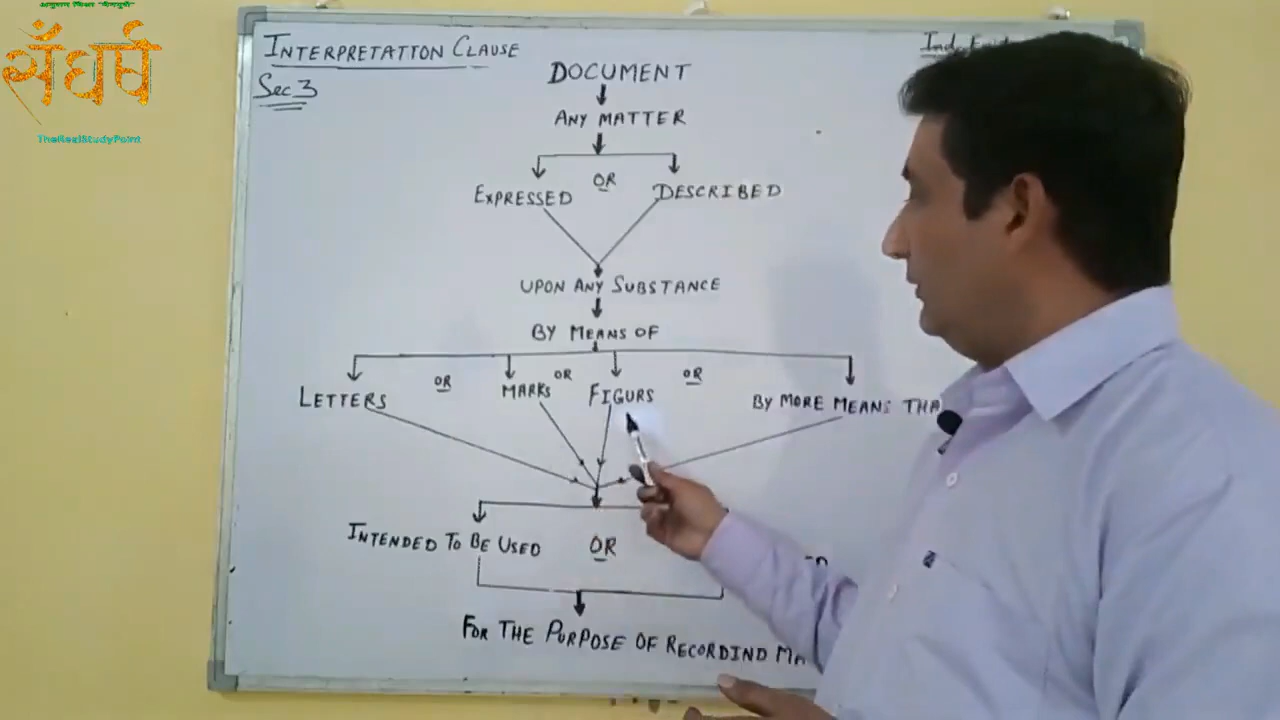 संघर्ष
TheRealStudyPoint
INTERPRETATION CLAUSE
Sec 3
DOCUMENT
ANY MATTER
EXPRESSED OR DESCRIBED
UPON ANY SUBSTANCE
BY MEANS OF
LETTERS OR MARKS OR FIGURS OR BY MORE MEANS THA
INTENDED TO BE USED OR
FOR THE PURPOSE OF RECORDIND MA